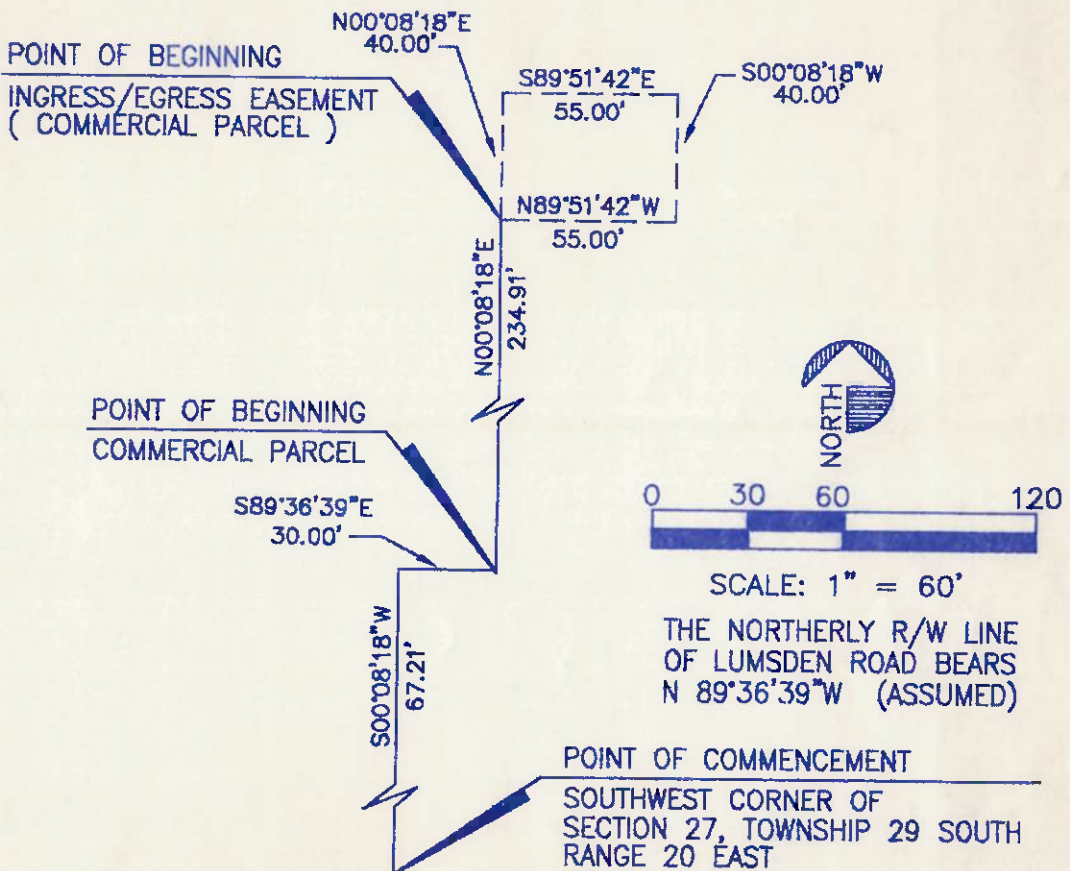 N00°08'18"E
40.00'
POINT OF BEGINNING
INGRESS/EGRESS EASEMENT
( COMMERCIAL PARCEL )
S89°51'42"E
55.00'
S00°08'18"W
40.00'
N89°51'42"W
55.00'
N00°08'18"E
234.91'
POINT OF BEGINNING
COMMERCIAL PARCEL
S89°36'39"E
30.00'
NORTH
0 30 60 120
SCALE: 1" = 60'
THE NORTHERLY R/W LINE
OF LUMSDEN ROAD BEARS
N 89°36'39"W (ASSUMED)
S00°08'18"W
67.21'
POINT OF COMMENCEMENT
SOUTHWEST CORNER OF
SECTION 27, TOWNSHIP 29 SOUTH
RANGE 20 EAST